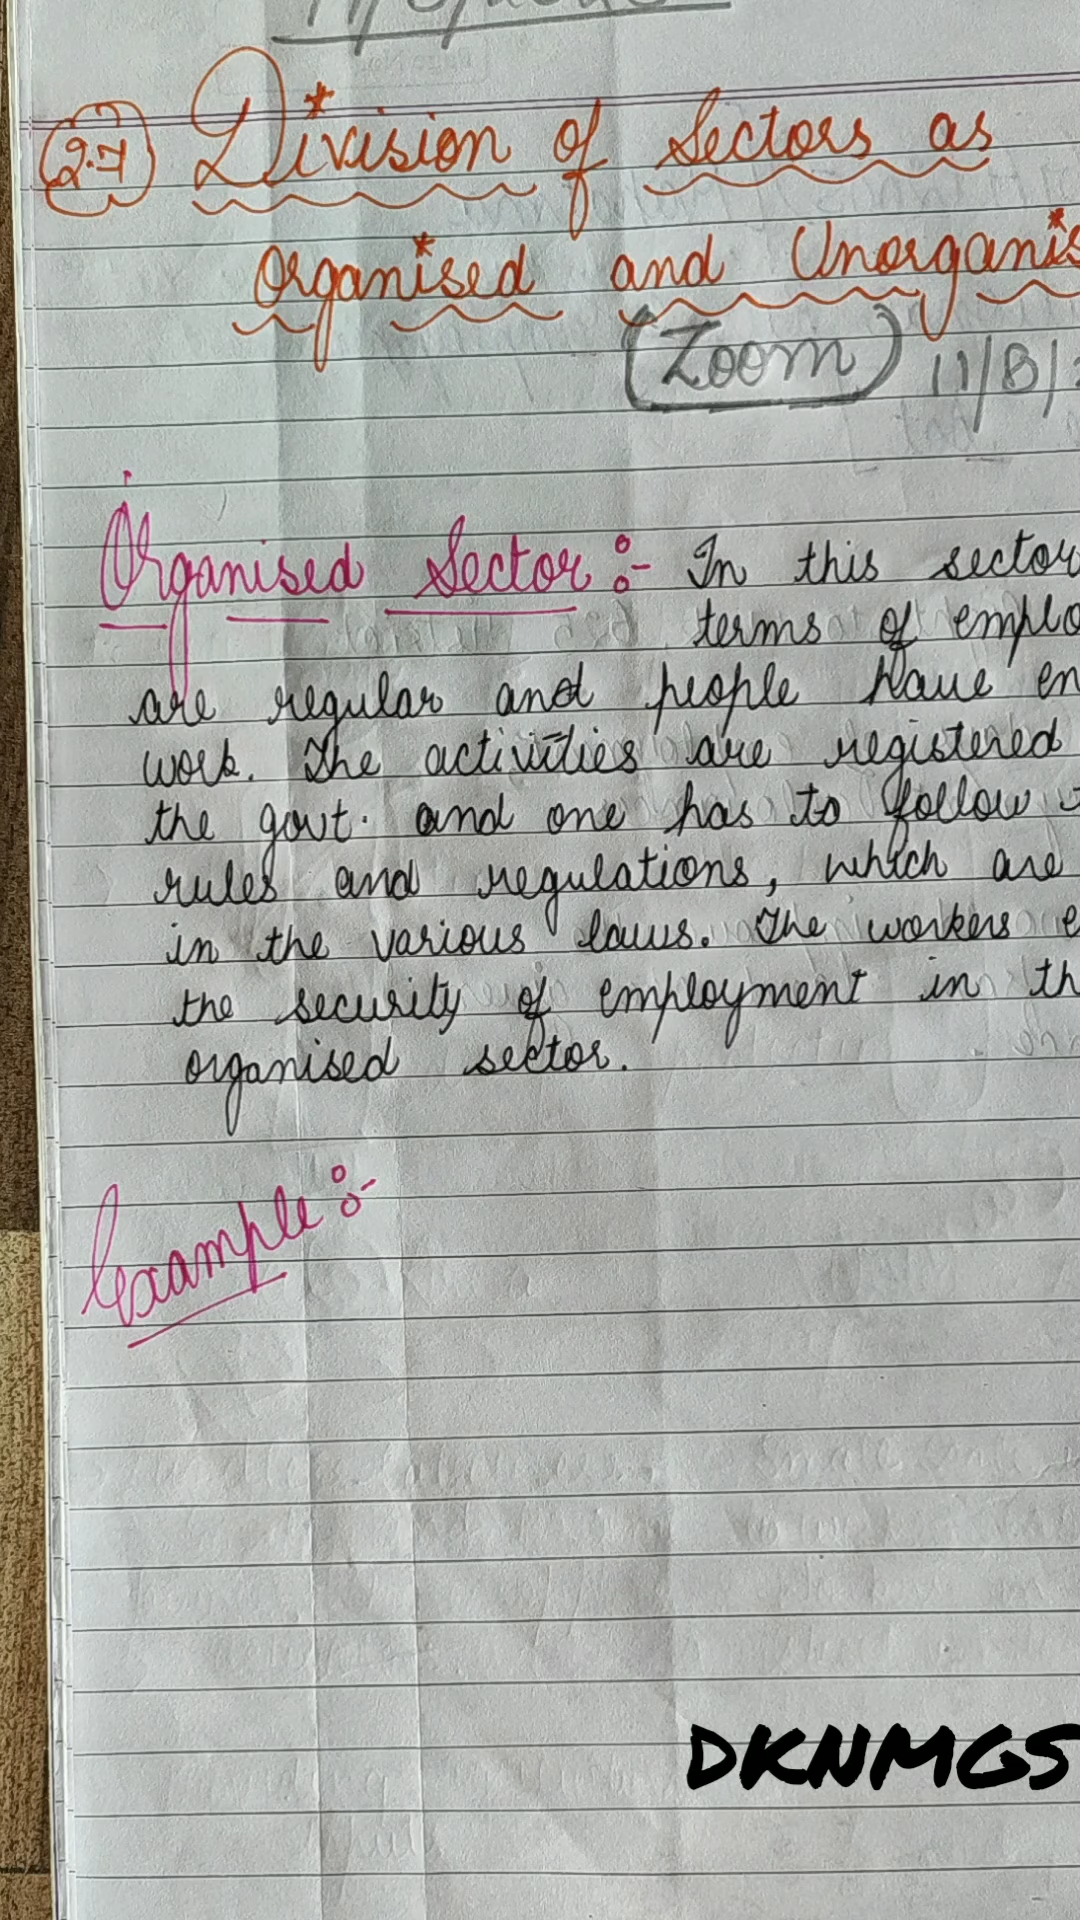 2.7 Division of Sectors as
Organised and Unorganis
(Zoom) 11/8/
Organised Sector :- In this sector
terms of emplo
are regular and people have en
work. The activities are registered
the govt. and one has to follow
rules and regulations, which are
in the various laws. The workers e
the security of employment in th
organised sector.
Example :-
DKNMGS